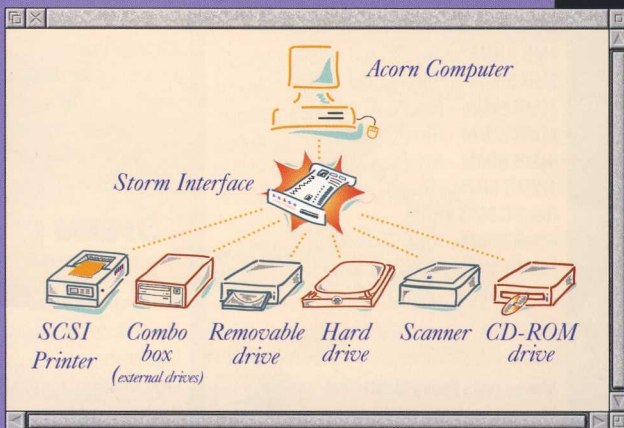 Acorn Computer
Storm Interface
SCSI Printer
Combo box (external drives)
Removable drive
Hard drive
Scanner
CD-ROM drive